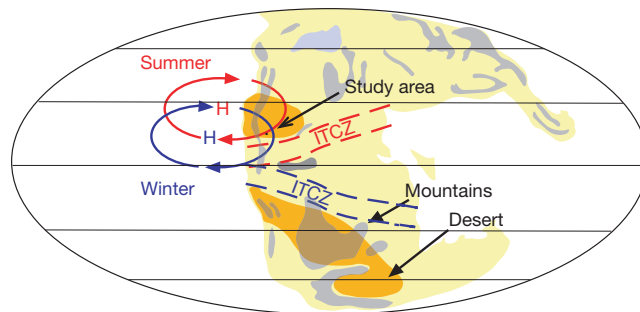 Summer
H
Study area
H
ITCZ
Winter
ITCZ
Mountains
Desert